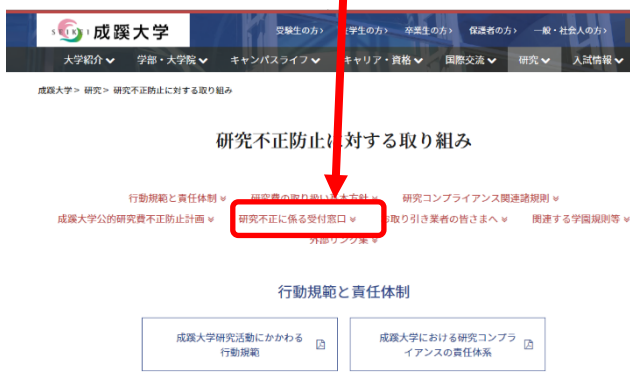 SEIKEI 成蹊大学
受験生の方› 在学生の方› 卒業生の方› 保護者の方› 一般・社会人の方›
大学紹介 学部・大学院 キャンパスライフ キャリア・資格 国際交流 研究 入試情報
成蹊大学> 研究> 研究不正防止に対する取り組み
研究不正防止に対する取り組み
行動規範と責任体制 研究費の取り扱い基本方針 研究コンプライアンス関連諸規則
成蹊大学公的研究費不正防止計画 研究不正に係る受付窓口 お取り引き業者の皆さまへ 関連する学園規則等
外部リンク集
行動規範と責任体制
成蹊大学研究活動にかかわる
行動規範
成蹊大学における研究コンプラ
イアンスの責任体系